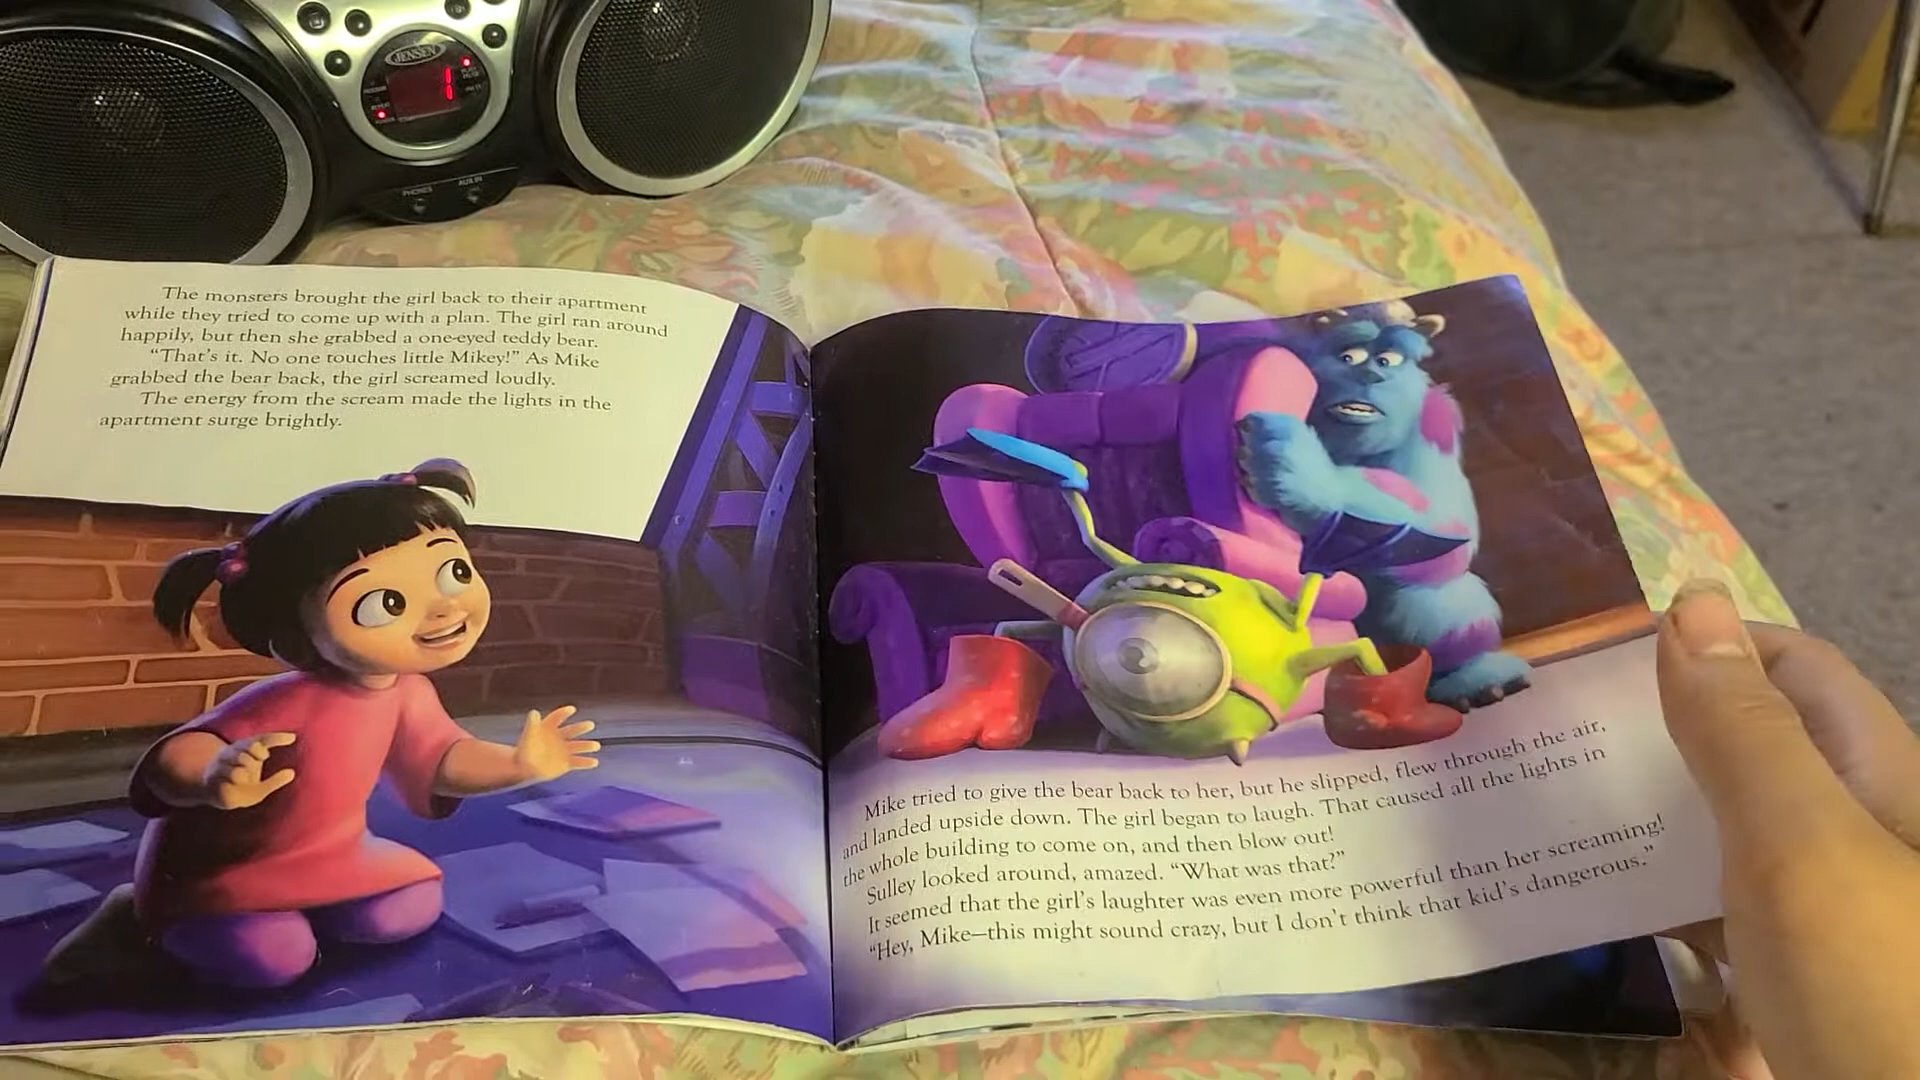 JENSEN
1
PHONES
AUX IN
The monsters brought the girl back to their apartment
while they tried to come up with a plan. The girl ran around
happily, but then she grabbed a one-eyed teddy bear.
“That’s it. No one touches little Mikey!” As Mike
grabbed the bear back, the girl screamed loudly.
The energy from the scream made the lights in the
apartment surge brightly.
Mike tried to give the bear back to her, but he slipped, flew through the air,
and landed upside down. The girl began to laugh. That caused all the lights in
the whole building to come on, and then blow out!
Sulley looked around, amazed. “What was that?”
It seemed that the girl’s laughter was even more powerful than her screaming!
“Hey, Mike—this might sound crazy, but I don’t think that kid’s dangerous.”